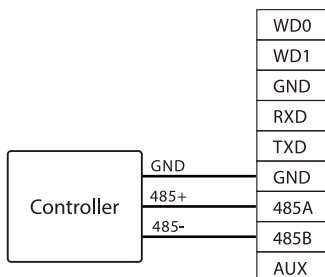 WD0
WD1
GND
RXD
TXD
GND
485A
485B
AUX
Controller
GND
485+
485-